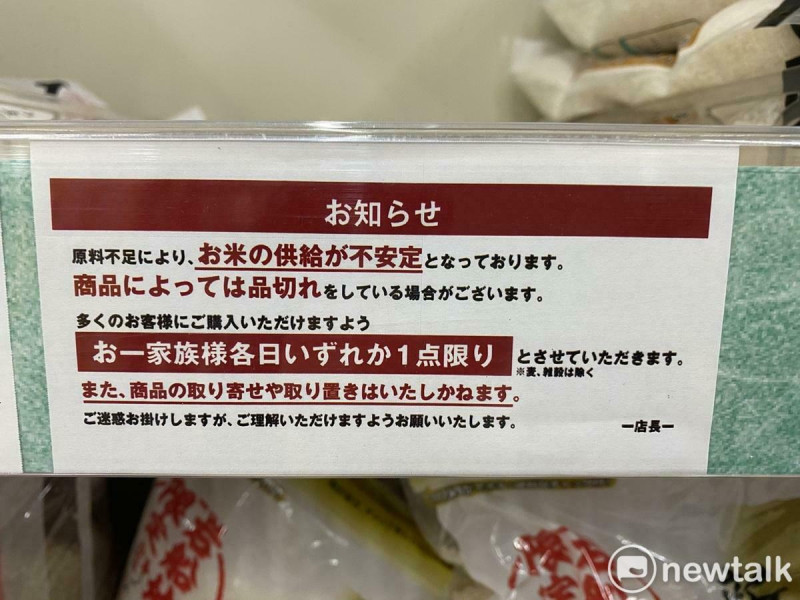 お知らせ
原料不足により、お米の供給が不安定となっております。
商品によっては品切れをしている場合がございます。
多くのお客様にご購入いただけますよう
お一家族様各日いずれか1点限りとさせていただきます。
※麦、雑穀は除く
また、商品の取り寄せや取り置きはいたしかねます。
ご迷惑お掛けしますが、ご理解いただけますようお願いいたします。
ー店長ー
newtalk